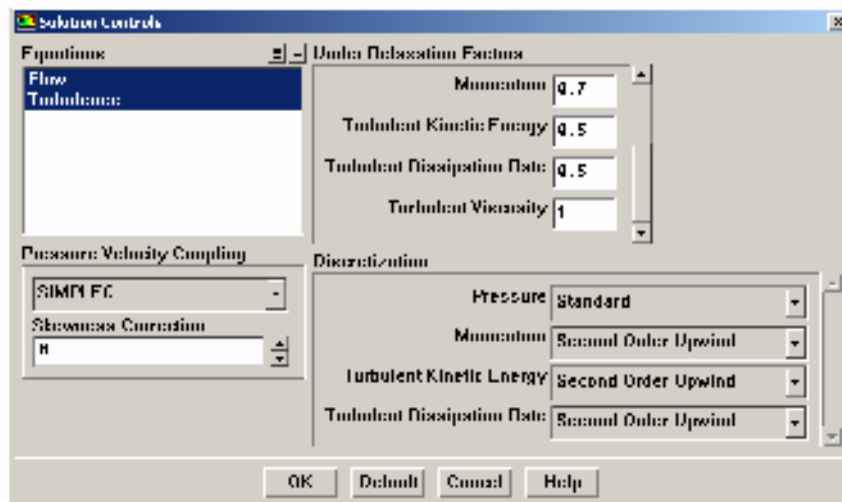 Solution Controls
Equations
Flow
Turbulence
Under Relaxation Factors
Momentum 0.7
Turbulent Kinetic Energy 0.5
Turbulent Dissipation Rate 0.5
Turbulent Viscosity 1
Pressure Velocity Coupling
SIMPLEC
Skewness Correction
0
Discretization
Pressure Standard
Momentum Second Order Upwind
Turbulent Kinetic Energy Second Order Upwind
Turbulent Dissipation Rate Second Order Upwind
OK Default Cancel Help